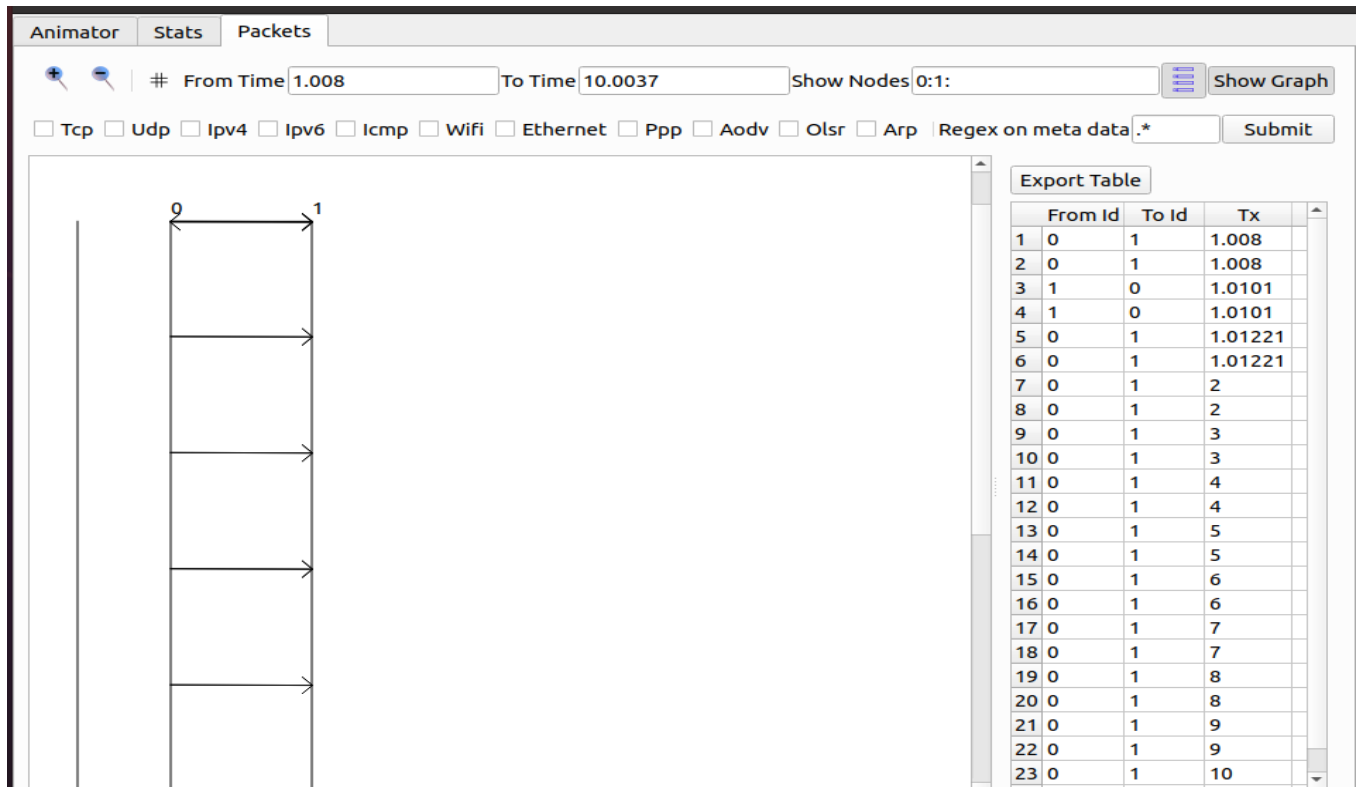 Animator Stats Packets
# From Time 1.008 To Time 10.0037 Show Nodes 0:1: Show Graph
Tcp Udp Ipv4 Ipv6 Icmp Wifi Ethernet Ppp Aodv Olsr Arp Regex on meta data .* Submit
0 1
Export Table
From Id To Id Tx
1 0 1 1.008
2 0 1 1.008
3 1 0 1.0101
4 1 0 1.0101
5 0 1 1.01221
6 0 1 1.01221
7 0 1 2
8 0 1 2
9 0 1 3
10 0 1 3
11 0 1 4
12 0 1 4
13 0 1 5
14 0 1 5
15 0 1 6
16 0 1 6
17 0 1 7
18 0 1 7
19 0 1 8
20 0 1 8
21 0 1 9
22 0 1 9
23 0 1 10